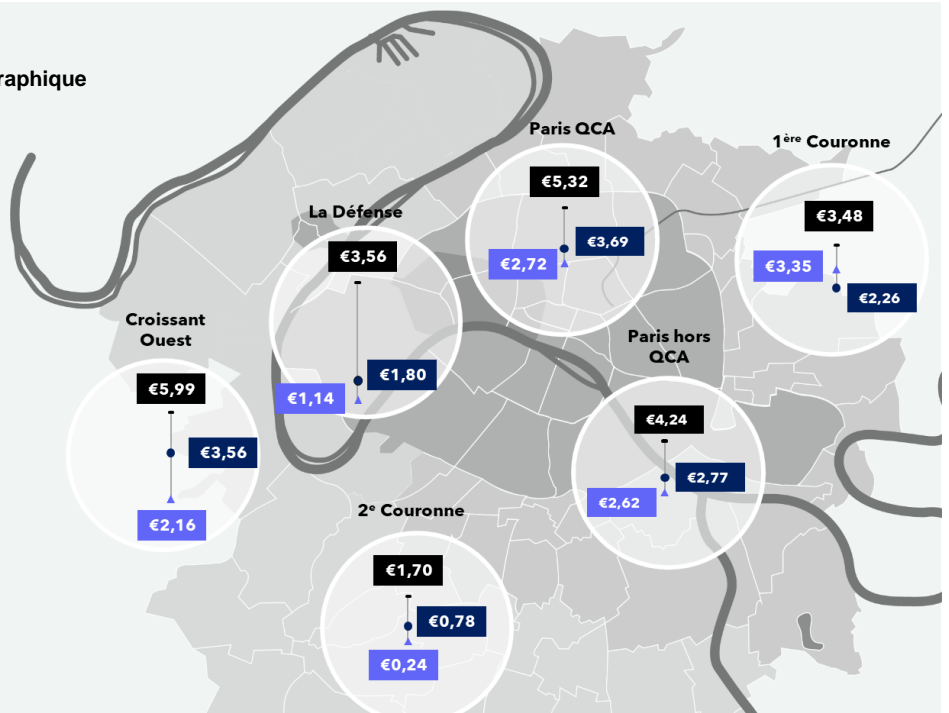 raphique
Paris QCA
€5,32
€3,69
€2,72
1ère Couronne
€3,48
€3,35
€2,26
La Défense
€3,56
€1,80
€1,14
Croissant
Ouest
€5,99
€3,56
€2,16
Paris hors
QCA
€4,24
€2,77
€2,62
2e Couronne
€1,70
€0,78
€0,24